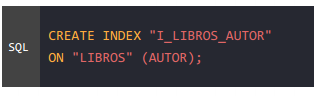 SQL
CREATE INDEX "I_LIBROS_AUTOR"
ON "LIBROS" (AUTOR);